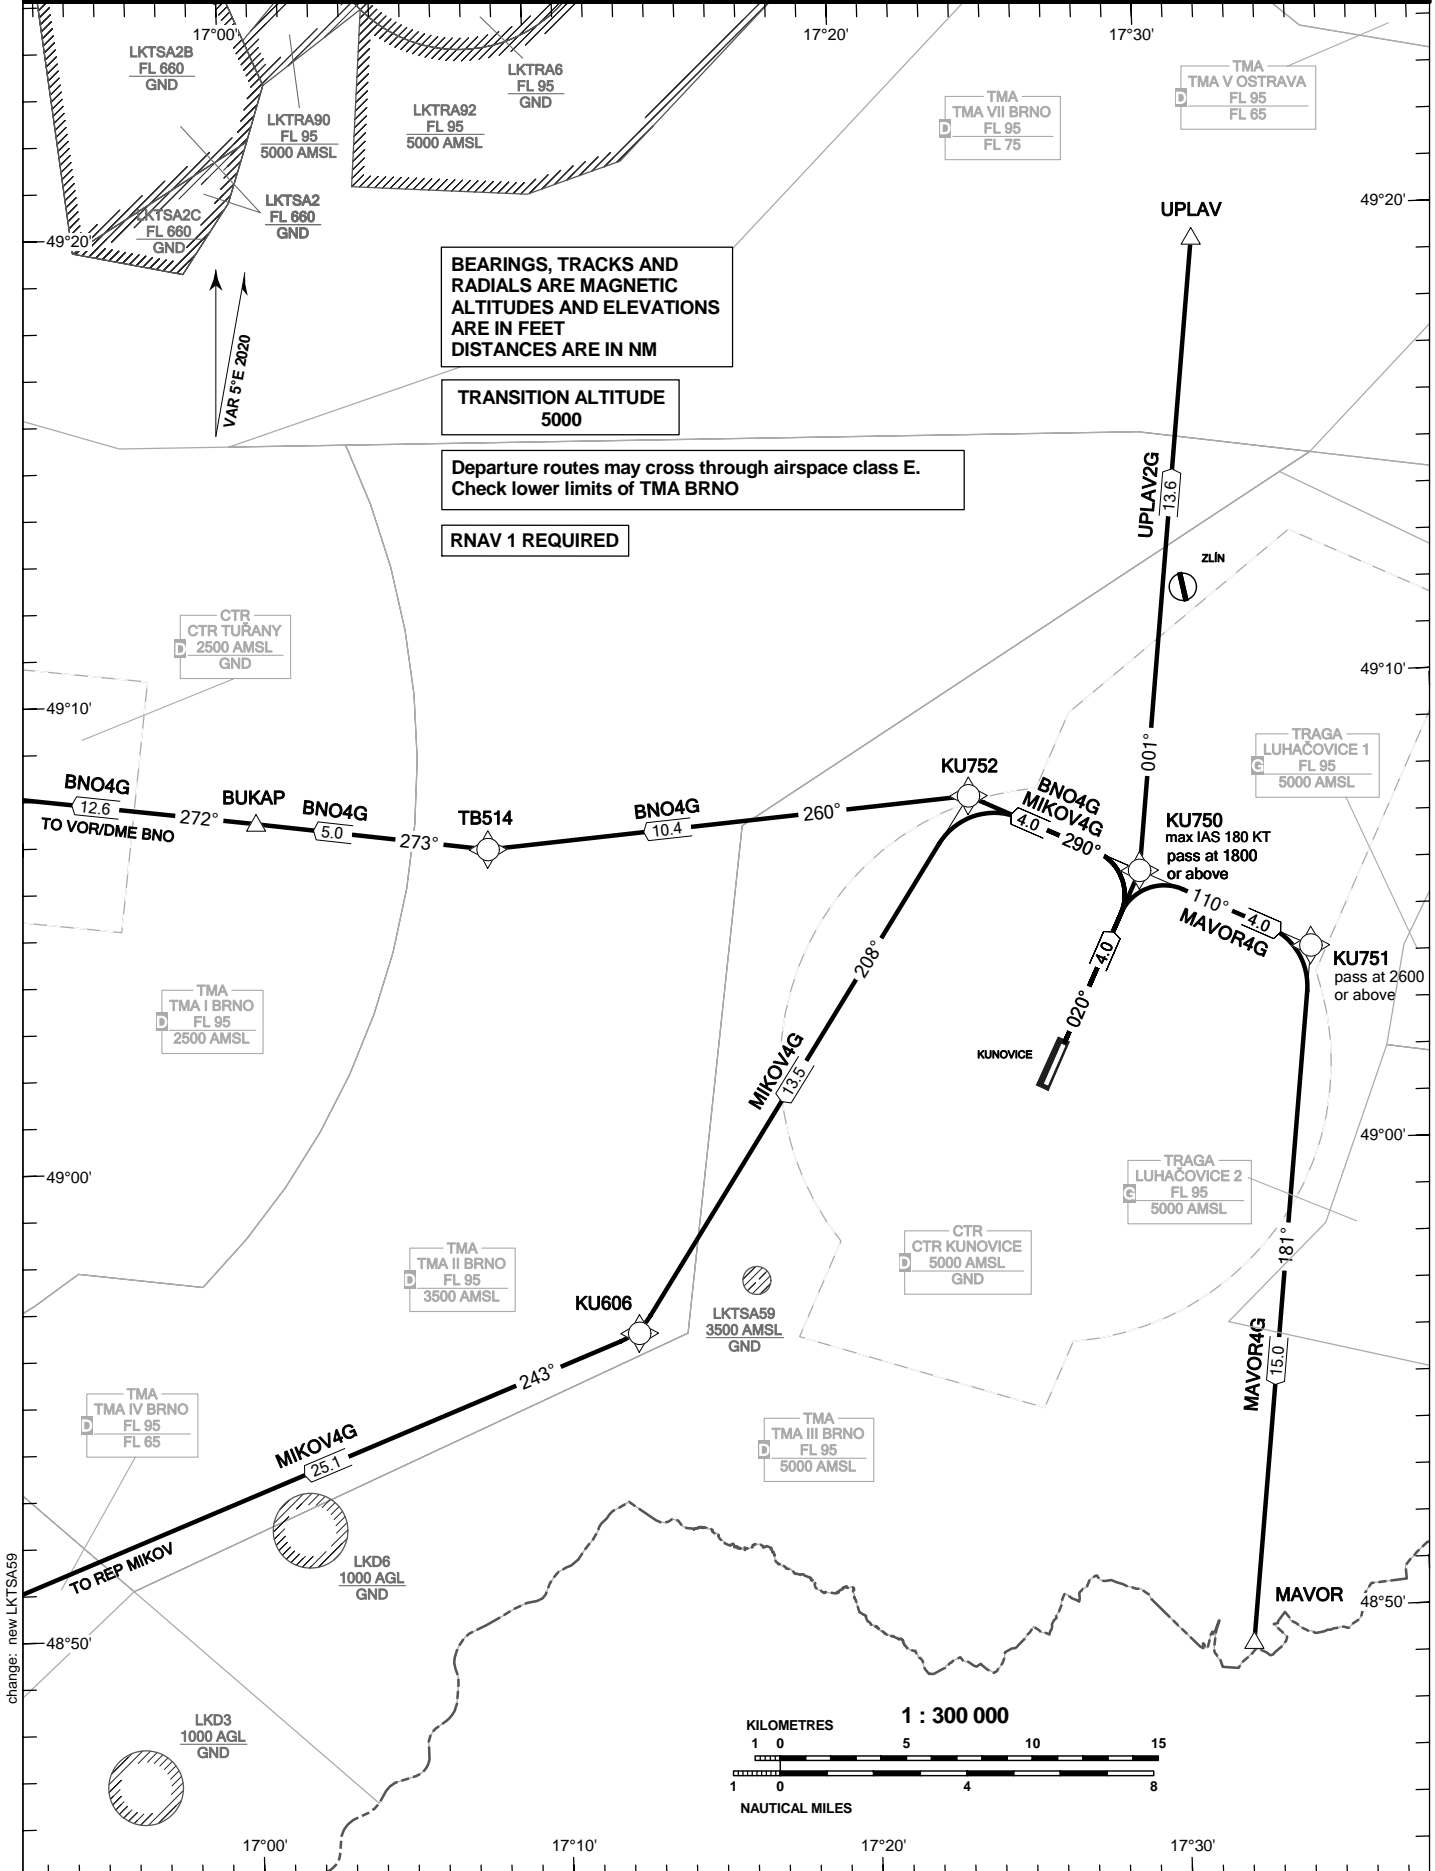 17°00'
17°20'
17°30'
LKTSA2B
FL 660
GND
LKTRA90
FL 95
5000 AMSL
LKTRA92
FL 95
5000 AMSL
LKTRA6
FL 95
GND
TMA
TMA VII BRNO
D
FL 95
FL 75
TMA
TMA V OSTRAVA
D
FL 95
FL 65
LKTSA2C
FL 660
GND
LKTSA2
FL 660
GND
49°20'
49°20'
UPLAV
VAR 5°E 2020
BEARINGS, TRACKS AND
RADIALS ARE MAGNETIC
ALTITUDES AND ELEVATIONS
ARE IN FEET
DISTANCES ARE IN NM
TRANSITION ALTITUDE
5000
Departure routes may cross through airspace class E.
Check lower limits of TMA BRNO
RNAV 1 REQUIRED
UPLAV2G
13.6
001°
ZLÍN
CTR
CTR TUŘANY
D
2500 AMSL
GND
49°10'
49°10'
TRAGA
LUHAČOVICE 1
G
FL 95
5000 AMSL
BNO4G
12.6
TO VOR/DME BNO
272°
BUKAP
BNO4G
5.0
273°
TB514
BNO4G
10.4
260°
KU752
BNO4G
MIKOV4G
4.0
290°
KU750
max IAS 180 KT
pass at 1800
or above
110°
4.0
MAVOR4G
KU751
pass at 2600
or above
4.0
020°
KUNOVICE
208°
MIKOV4G
13.5
TMA
TMA I BRNO
D
FL 95
2500 AMSL
49°00'
49°00'
TRAGA
LUHAČOVICE 2
G
FL 95
5000 AMSL
181°
MAVOR4G
15.0
CTR
CTR KUNOVICE
D
5000 AMSL
GND
TMA
TMA II BRNO
D
FL 95
3500 AMSL
LKTSA59
3500 AMSL
GND
KU606
243°
MIKOV4G
25.1
TO REP MIKOV
TMA
TMA IV BRNO
D
FL 95
FL 65
TMA
TMA III BRNO
D
FL 95
5000 AMSL
LKD6
1000 AGL
GND
MAVOR
48°50'
48°50'
LKD3
1000 AGL
GND
change: new LKTSA59
1 : 300 000
KILOMETRES
1 0 5 10 15
1 0 4 8
NAUTICAL MILES
17°00'
17°10'
17°20'
17°30'